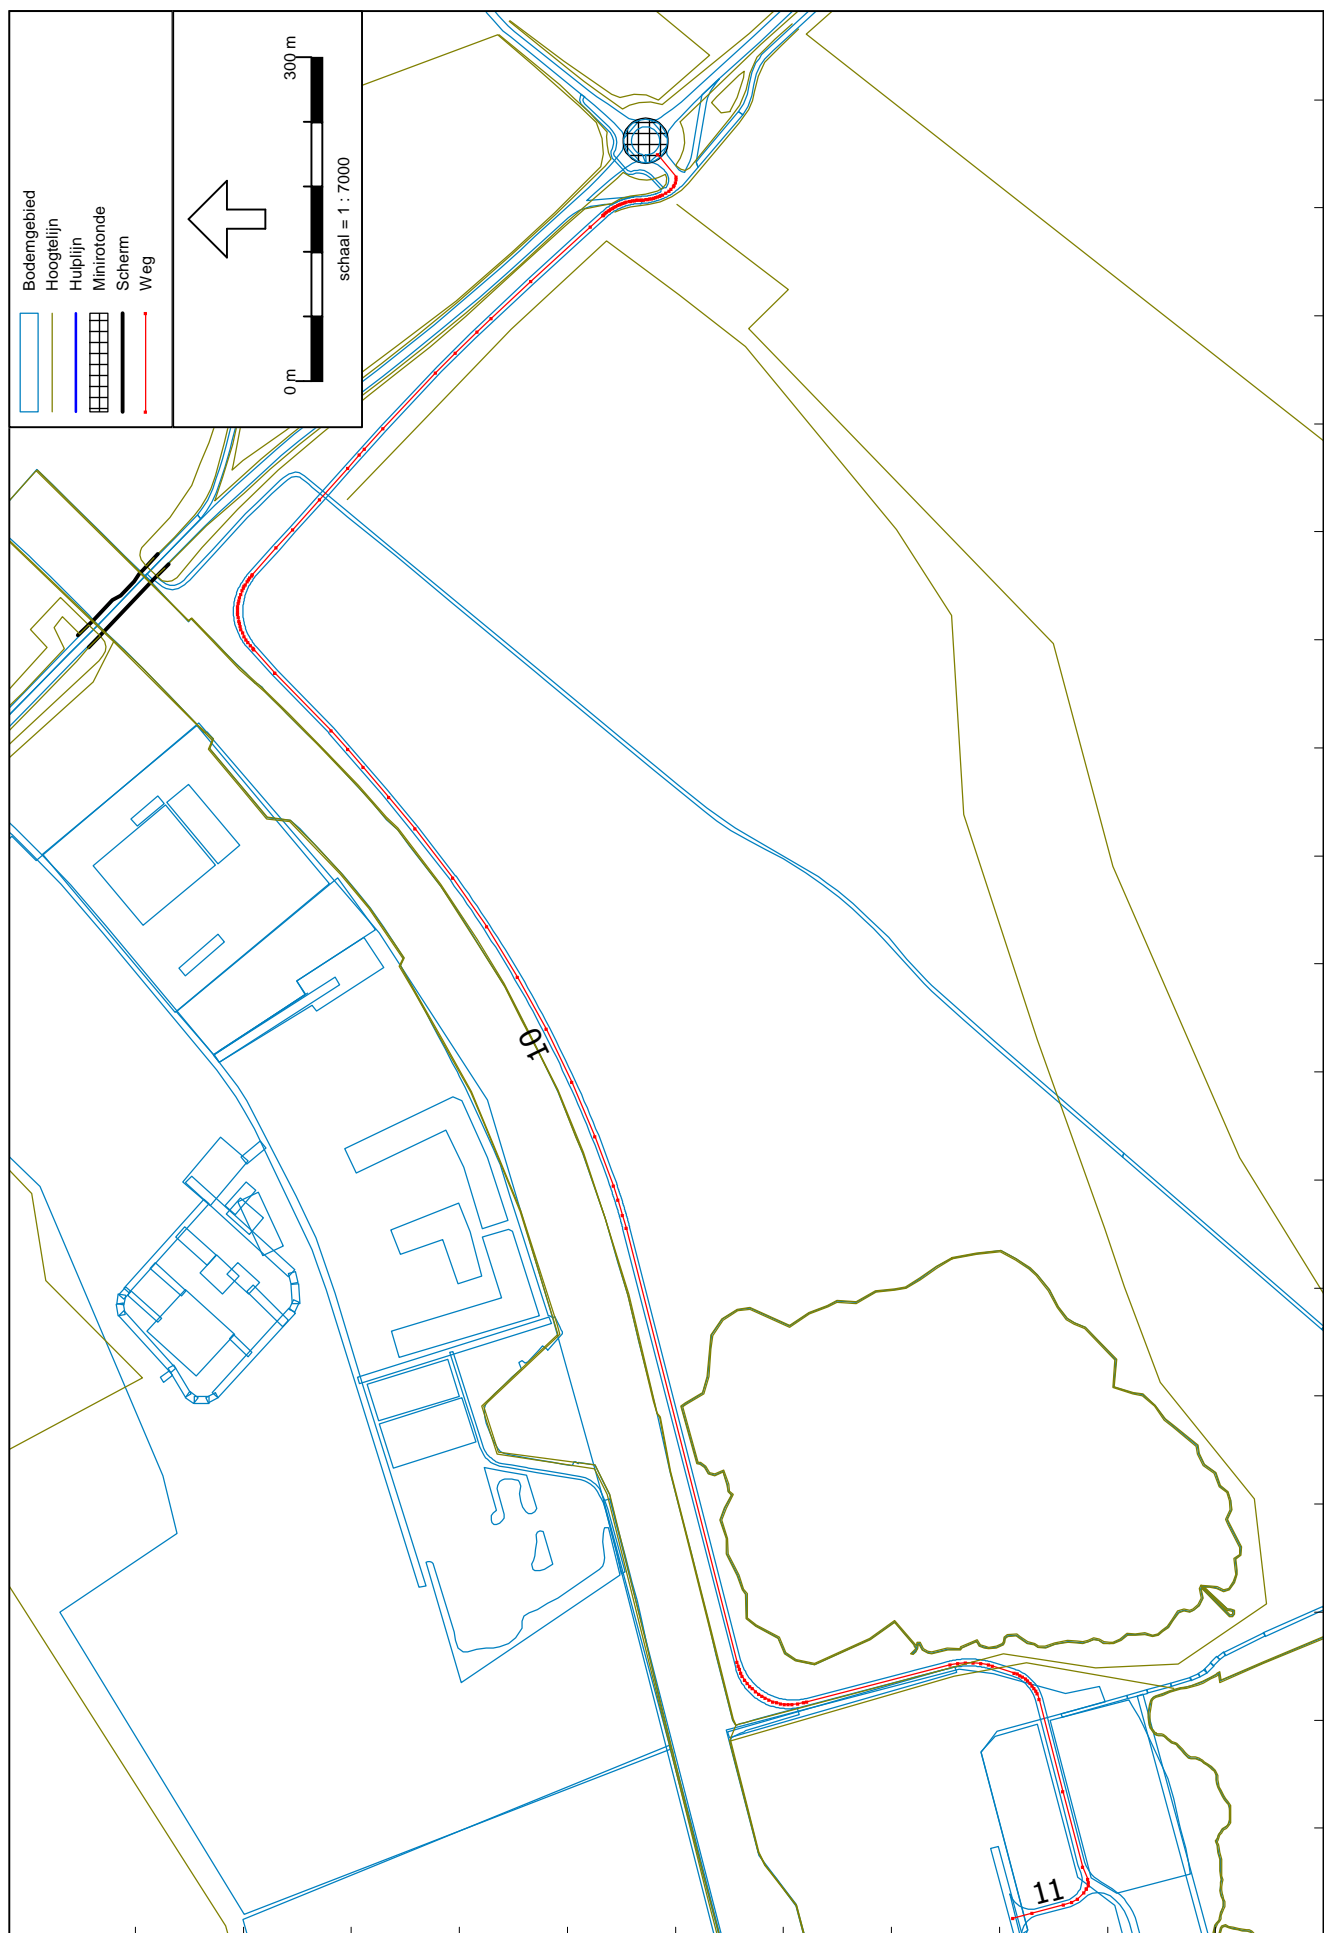 Bodemgebied
Hoogtelijn
Hulplijn
Minirotonde
Scherm
Weg
0 m
300 m
schaal = 1 : 7000
10
11